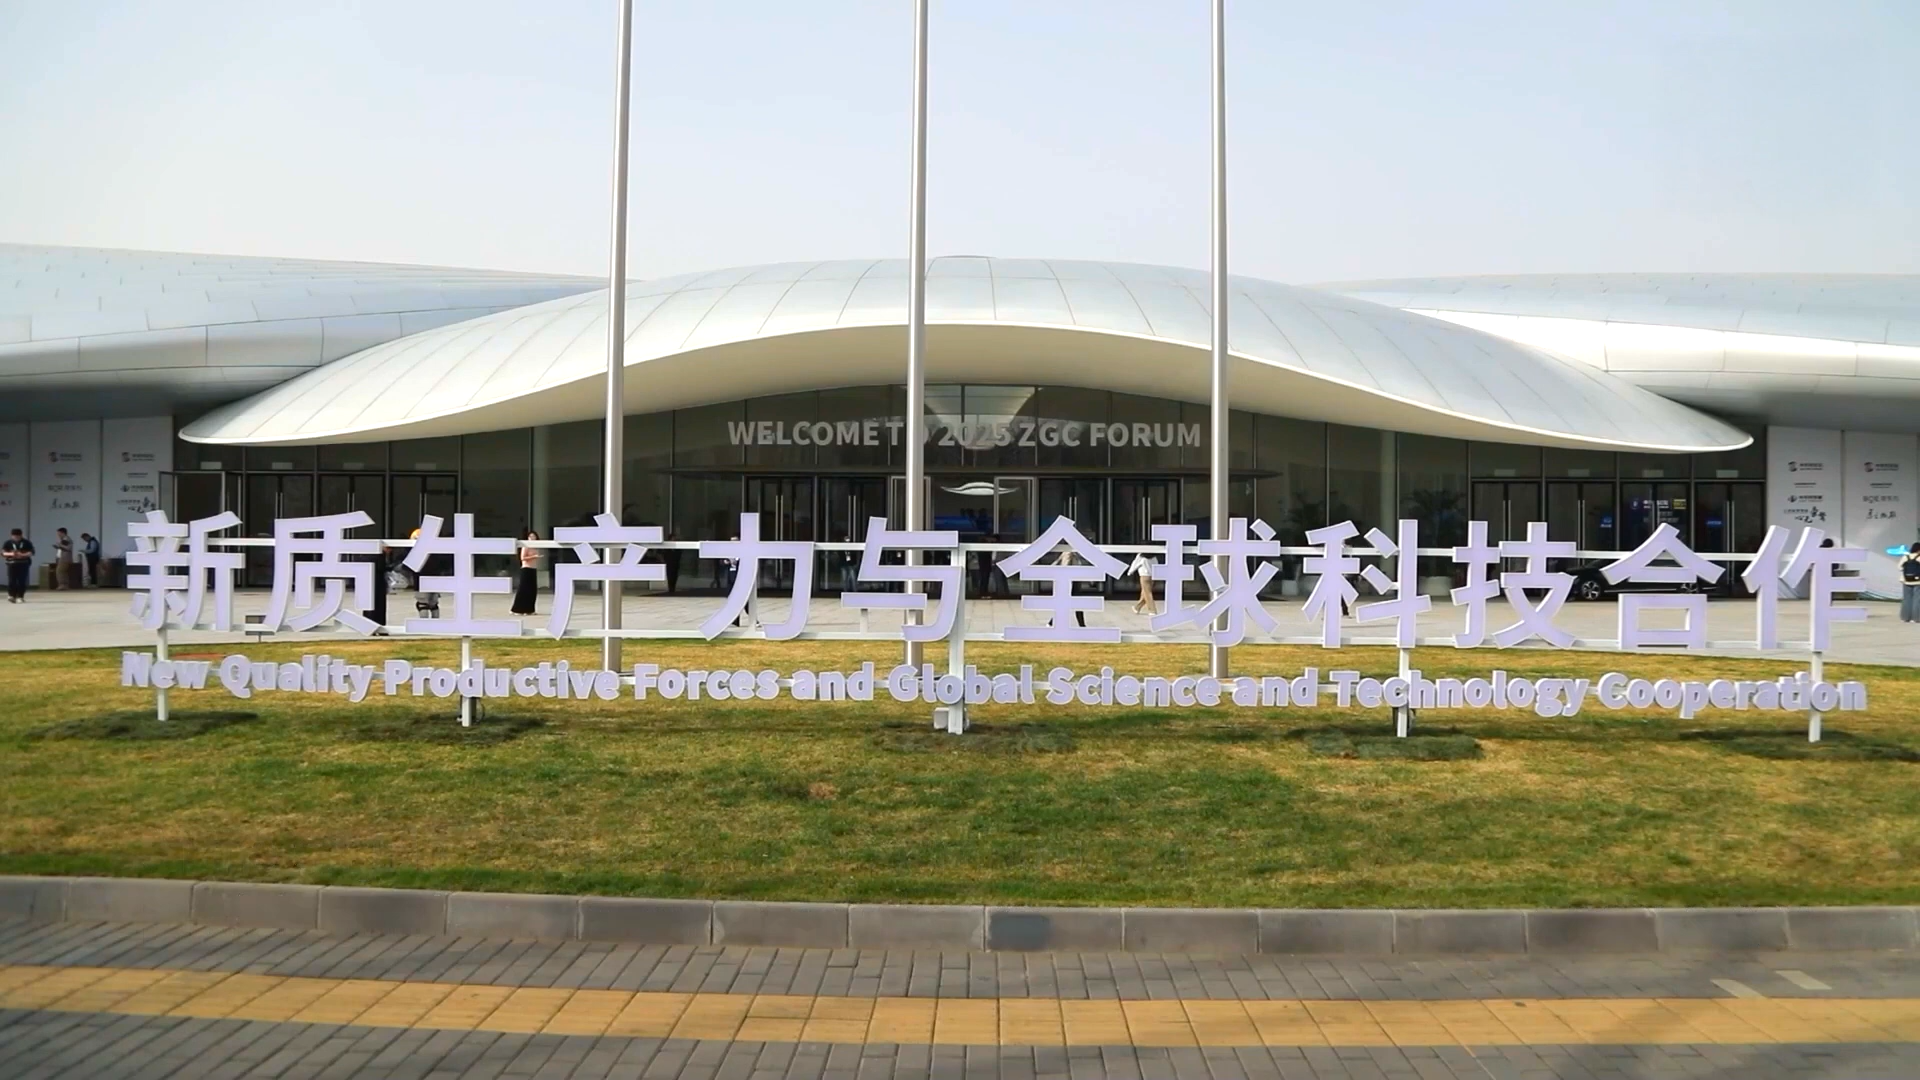 WELCOME TO 2025 ZGC FORUM
新质生产力与全球科技合作
New Quality Productive Forces and Global Science and Technology Cooperation